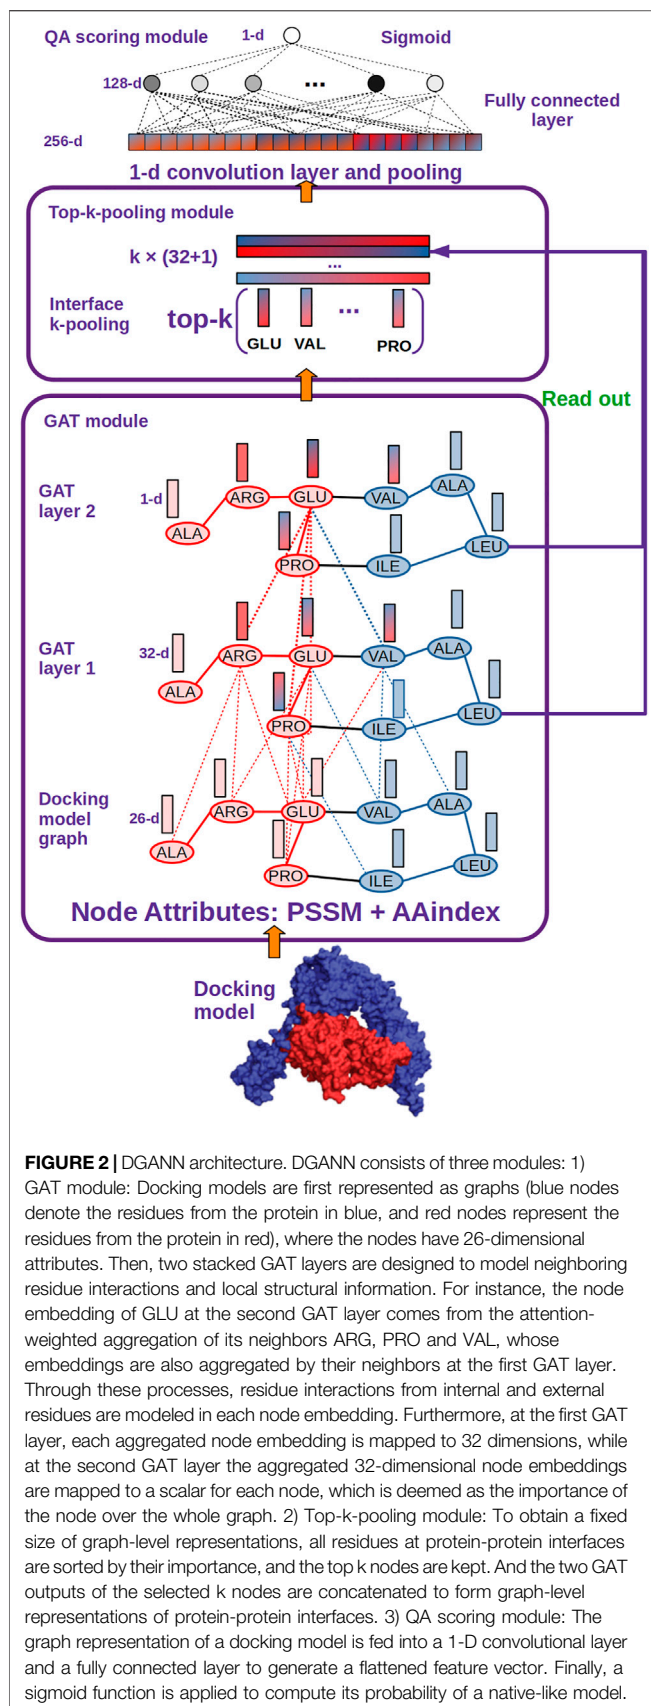 QA scoring module 1-d Sigmoid
128-d ...
Fully connected
layer
256-d
1-d convolution layer and pooling
Top-k-pooling module
k × (32+1)
...
Interface
k-pooling
top-k ...
GLU VAL PRO
Read out
GAT module
GAT
layer 2
1-d
ARG GLU VAL ALA
ALA
PRO ILE LEU
GAT
layer 1
32-d
ARG GLU VAL ALA
ALA
PRO ILE LEU
Docking
model
graph
26-d
ARG GLU VAL ALA
ALA
PRO ILE LEU
Node Attributes: PSSM + AAindex
Docking
model
FIGURE 2 | DGANN architecture. DGANN consists of three modules: 1)
GAT module: Docking models are first represented as graphs (blue nodes
denote the residues from the protein in blue, and red nodes represent the
residues from the protein in red), where the nodes have 26-dimensional
attributes. Then, two stacked GAT layers are designed to model neighboring
residue interactions and local structural information. For instance, the node
embedding of GLU at the second GAT layer comes from the attention-
weighted aggregation of its neighbors ARG, PRO and VAL, whose
embeddings are also aggregated by their neighbors at the first GAT layer.
Through these processes, residue interactions from internal and external
residues are modeled in each node embedding. Furthermore, at the first GAT
layer, each aggregated node embedding is mapped to 32 dimensions, while
at the second GAT layer the aggregated 32-dimensional node embeddings
are mapped to a scalar for each node, which is deemed as the importance of
the node over the whole graph. 2) Top-k-pooling module: To obtain a fixed
size of graph-level representations, all residues at protein-protein interfaces
are sorted by their importance, and the top k nodes are kept. And the two GAT
outputs of the selected k nodes are concatenated to form graph-level
representations of protein-protein interfaces. 3) QA scoring module: The
graph representation of a docking model is fed into a 1-D convolutional layer
and a fully connected layer to generate a flattened feature vector. Finally, a
sigmoid function is applied to compute its probability of a native-like model.